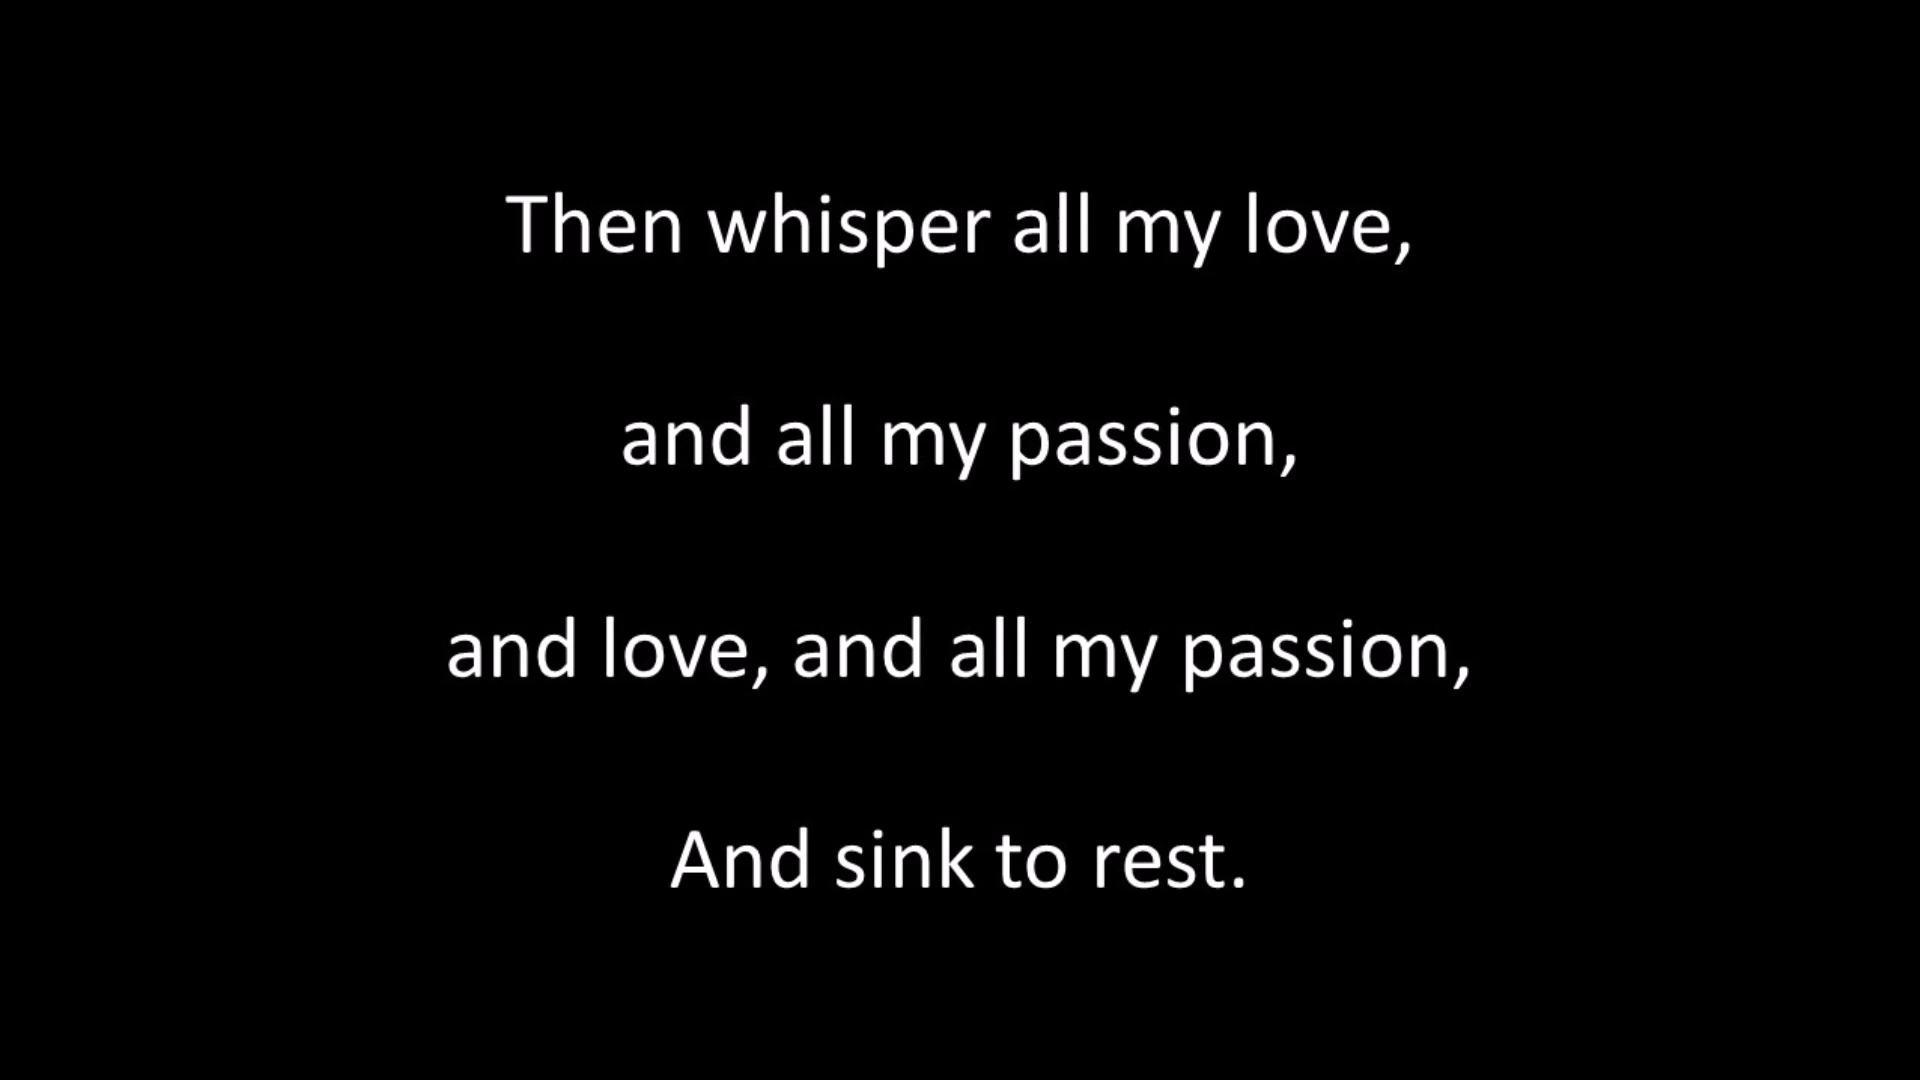 Then whisper all my love,
and all my passion,
and love, and all my passion,
And sink to rest.